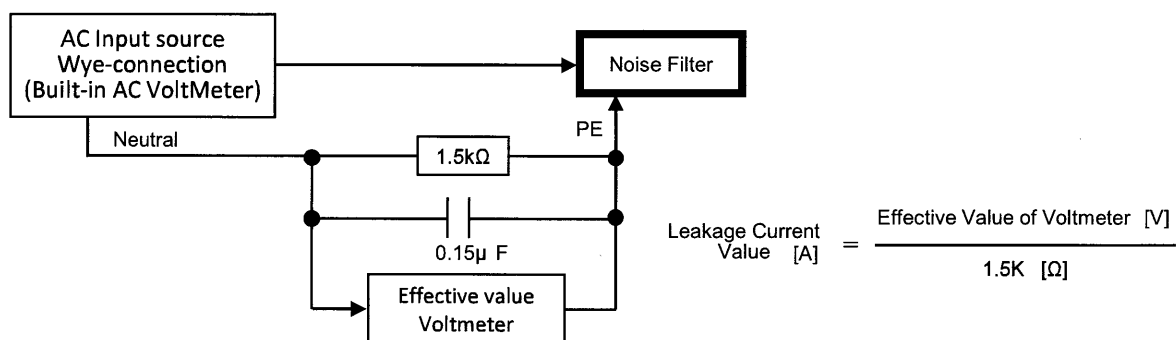 AC Input source
Wye-connection
(Built-in AC VoltMeter)
Noise Filter
Neutral
PE
1.5kΩ
0.15μ F
Effective value
Voltmeter
Leakage Current
Value [A]
=
Effective Value of Voltmeter [V]
1.5K [Ω]